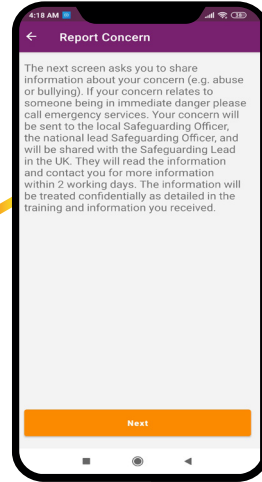 4:18 AM
Report Concern
The next screen asks you to share
information about your concern (e.g. abuse
or bullying). If your concern relates to
someone being in immediate danger please
call emergency services. Your concern will
be sent to the local Safeguarding Officer,
the national lead Safeguarding Officer, and
will be shared with the Safeguarding Lead
in the UK. They will read the information
and contact you for more information
within 2 working days. The information will
be treated confidentially as detailed in the
training and information you received.
Next